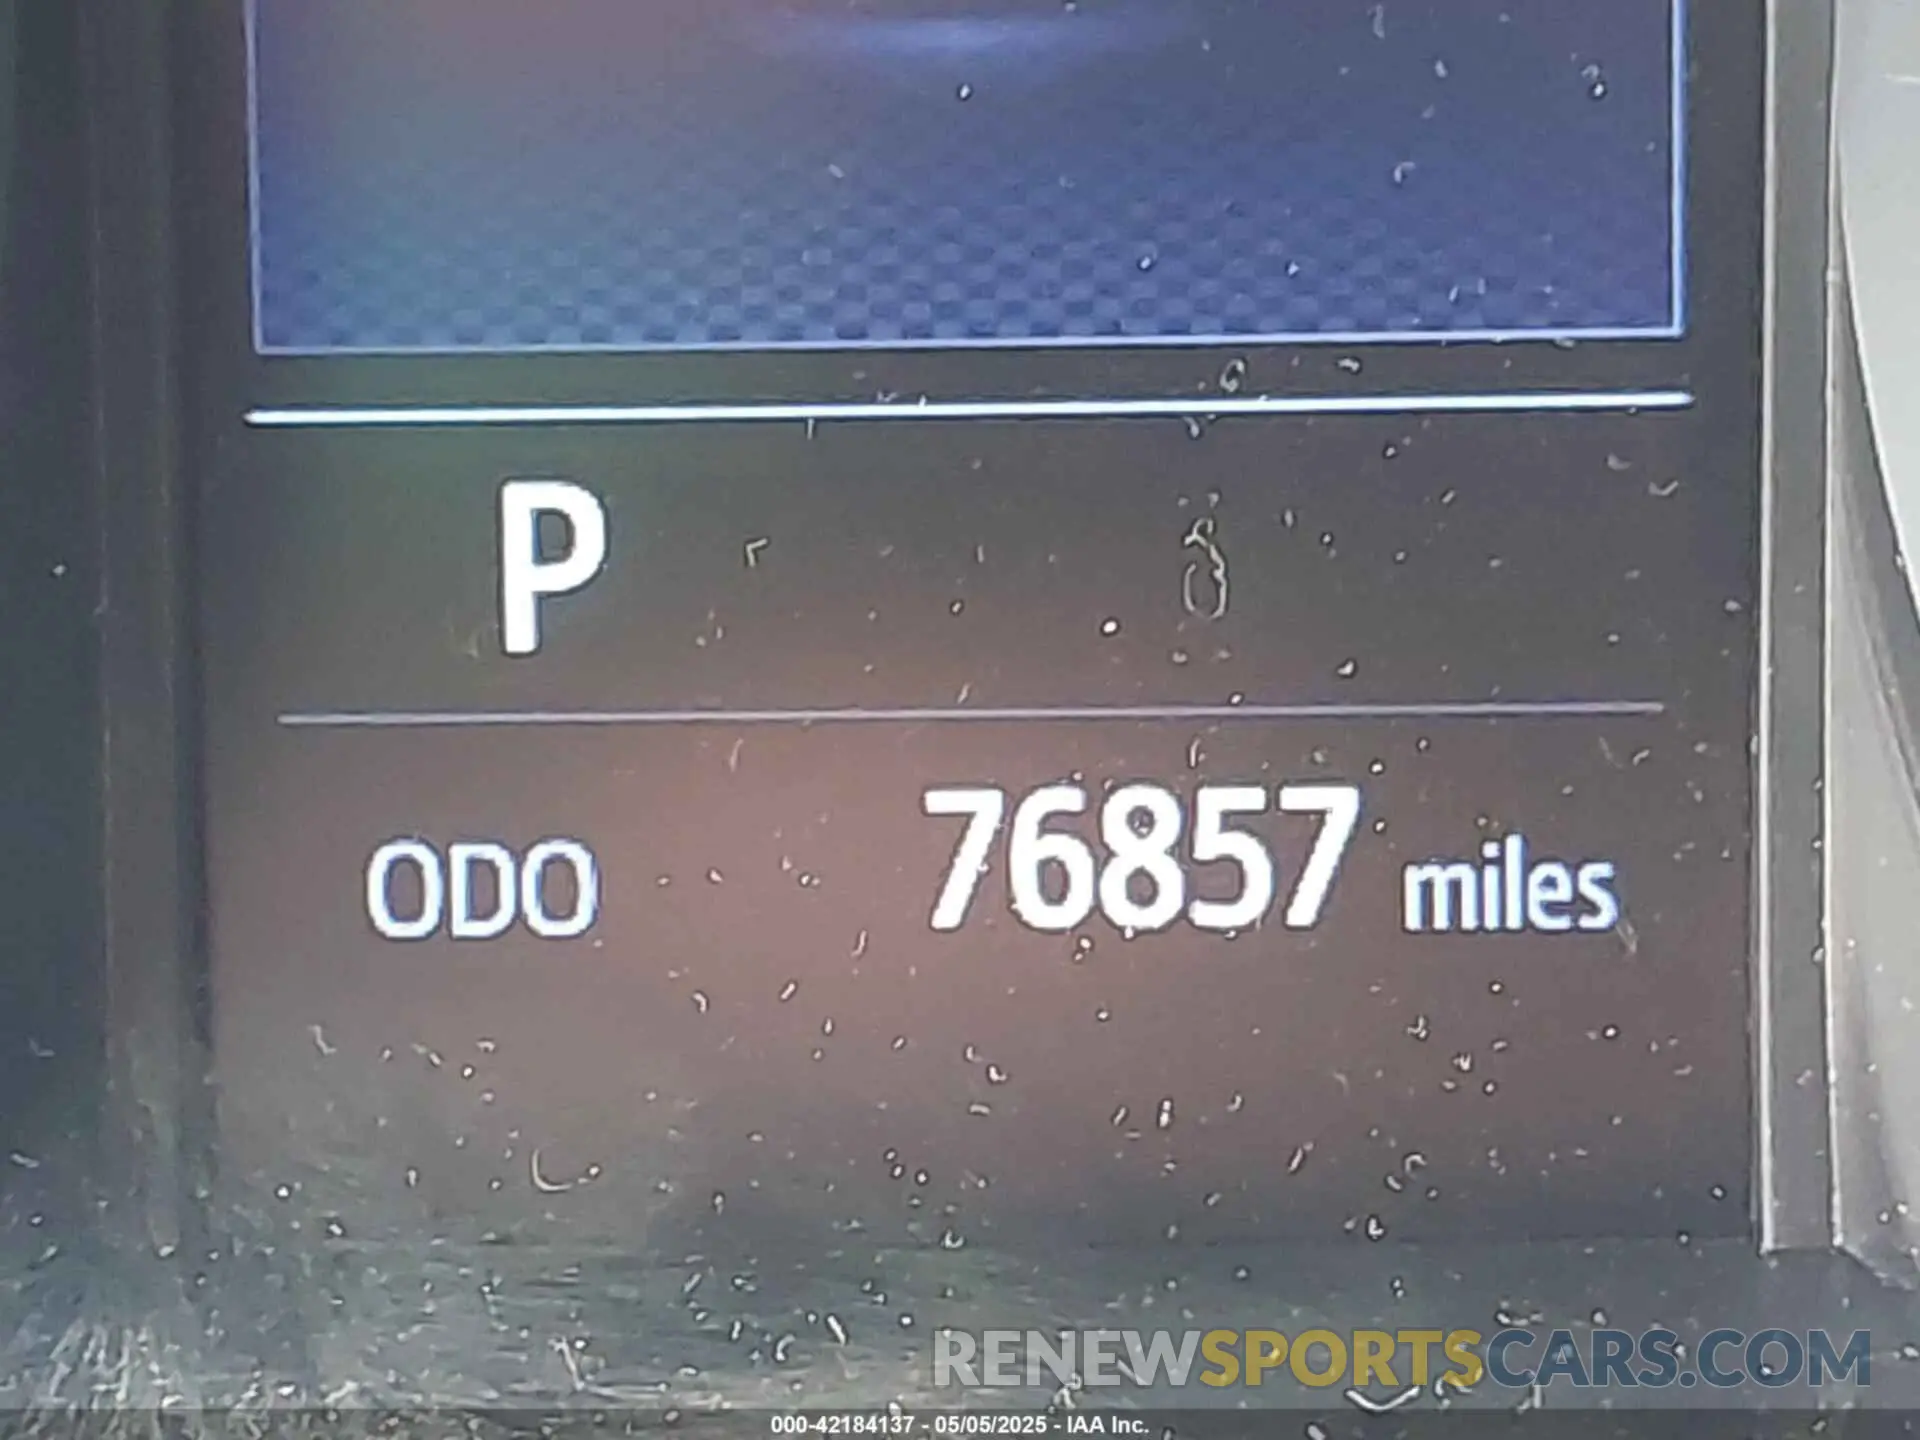 P
ODO 76857 miles
RENEWSPORTSCARS.COM
000-42184137 - 05/05/2025 - IAA Inc.